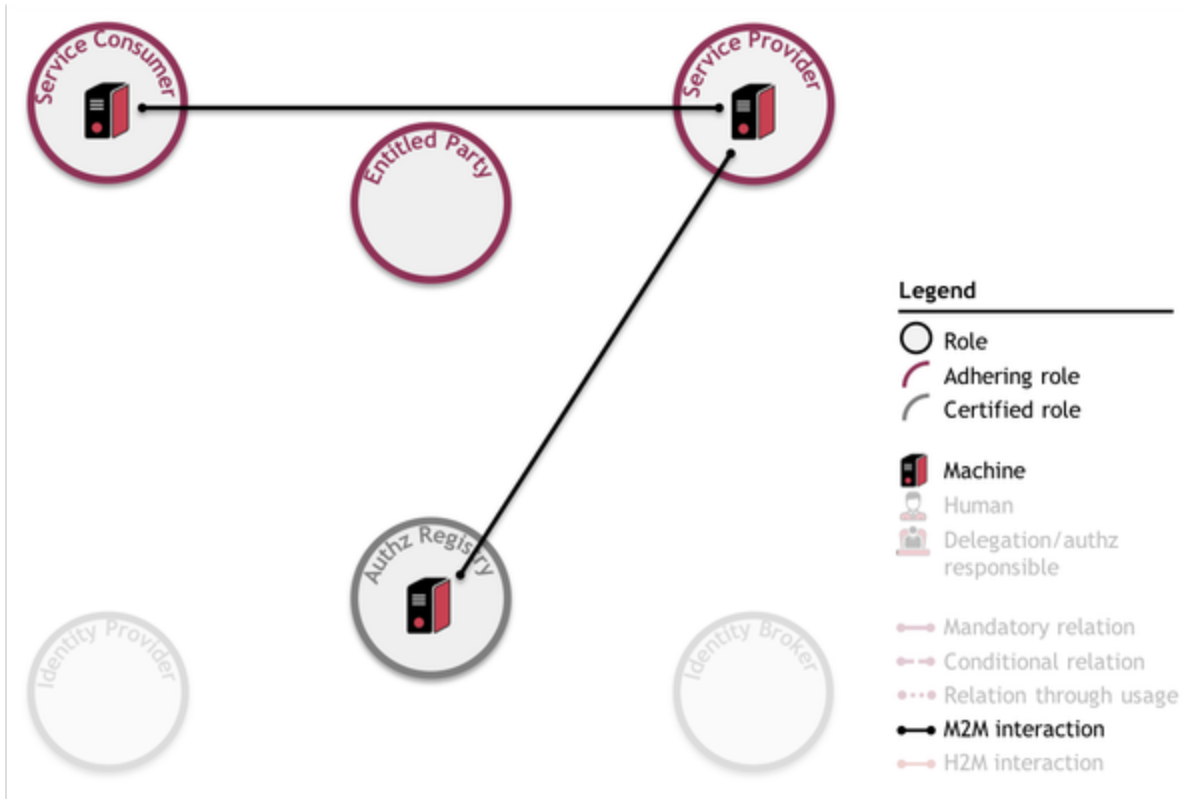 Service Consumer
Service Provider
Entitled Party
Authz Registry
Identity Provider
Identity Broker
Legend
Role
Adhering role
Certified role
Machine
Human
Delegation/authz
responsible
Mandatory relation
Conditional relation
Relation through usage
M2M interaction
H2M interaction